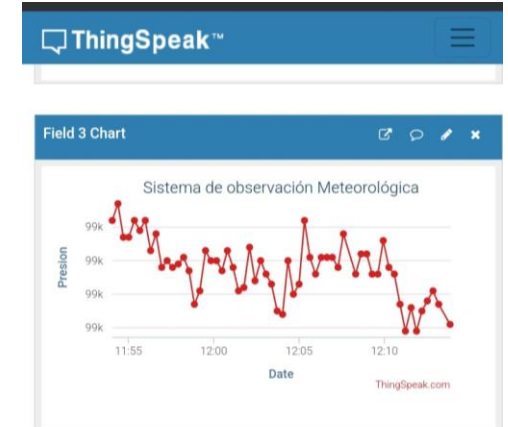 ThingSpeak™
Field 3 Chart
Sistema de observación Meteorológica
Presion
99k
99k
99k
99k
11:55
12:00
12:05
12:10
Date
ThingSpeak.com